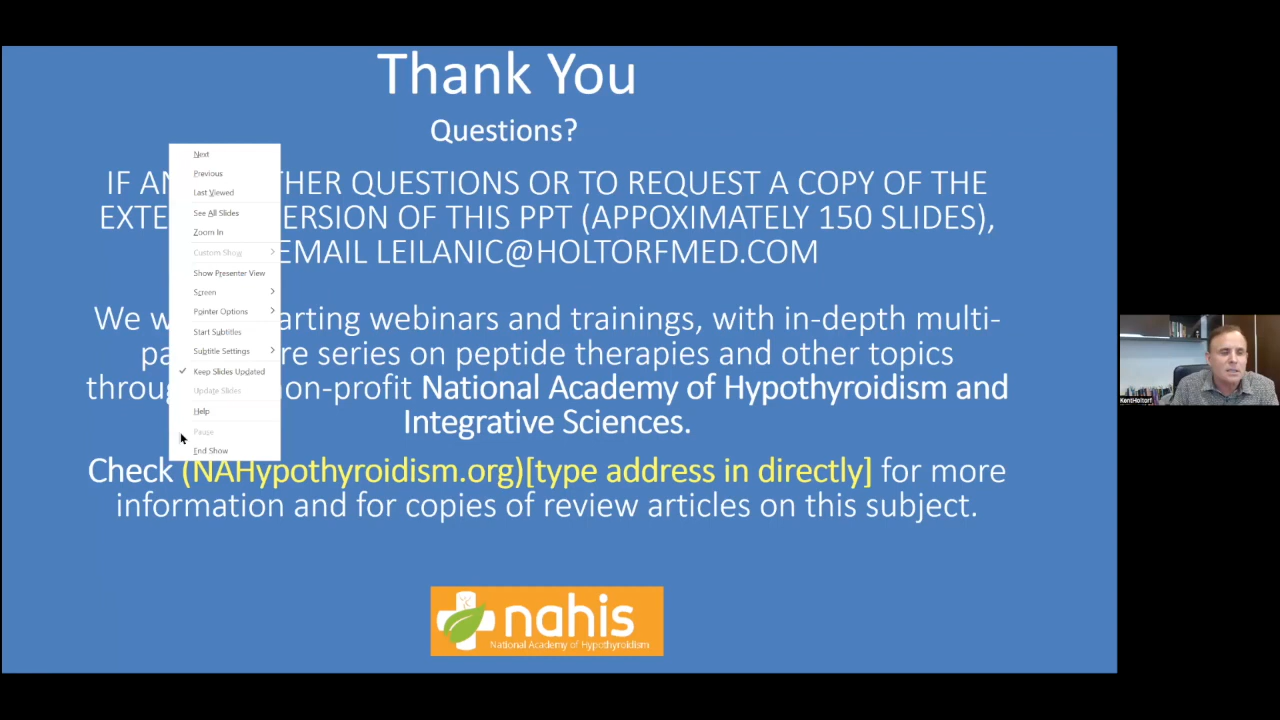 Thank You
Questions?
IF AN THER QUESTIONS OR TO REQUEST A COPY OF THE
EXTE ERSION OF THIS PPT (APPOXIMATELY 150 SLIDES),
EMAIL LEILANIC@HOLTORFMED.COM
We w arting webinars and trainings, with in-depth multi-
pa re series on peptide therapies and other topics
throu non-profit National Academy of Hypothyroidism and
Integrative Sciences.
Check (NAHypothyroidism.org)[type address in directly] for more
information and for copies of review articles on this subject.
Next
Previous
Last Viewed
See All Slides
Zoom In
Custom Show
Show Presenter View
Screen
Pointer Options
Start Subtitles
Subtitle Settings
Keep Slides Updated
Update Slides
Help
Pause
End Show
nahis
National Academy of Hypothyroidism
KentHoltorf